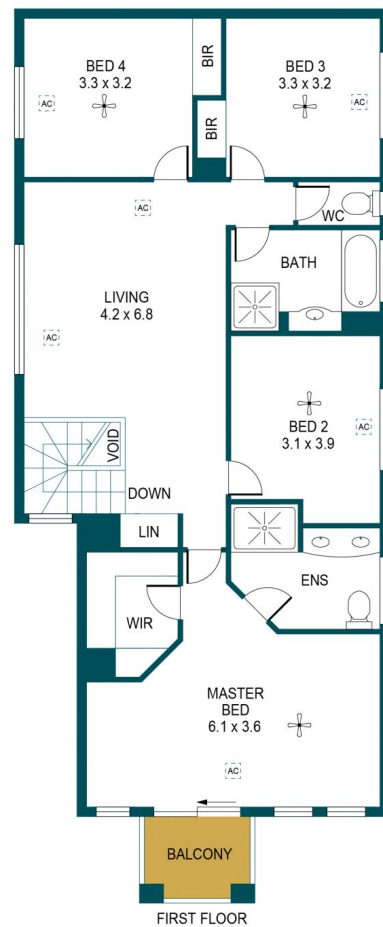 BED 4
3.3 x 3.2
BIR
BED 3
3.3 x 3.2
AC
AC
BIR
AC
WC
BATH
LIVING
4.2 x 6.8
AC
BED 2
3.1 x 3.9
AC
VOID
DOWN
LIN
ENS
WIR
MASTER
BED
6.1 x 3.6
AC
BALCONY
FIRST FLOOR